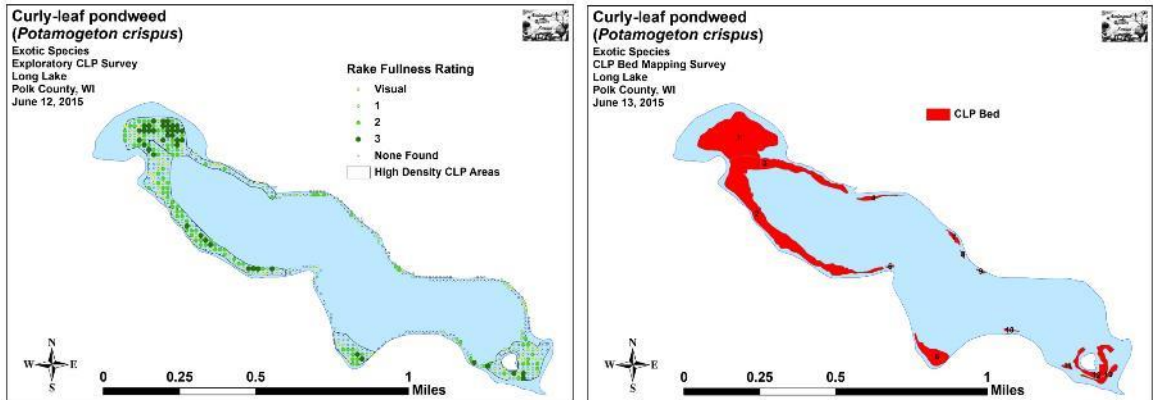 Curly-leaf pondweed
(Potamogeton crispus)
Exotic Species
Exploratory CLP Survey
Long Lake
Polk County, WI
June 12, 2015
Rake Fullness Rating
Visual
1
2
3
None Found
High Density CLP Areas
N
W E
S
0 0.25 0.5 1
Miles
Curly-leaf pondweed
(Potamogeton crispus)
Exotic Species
CLP Bed Mapping Survey
Long Lake
Polk County, WI
June 13, 2015
CLP Bed
N
W E
S
0 0.25 0.5 1
Miles